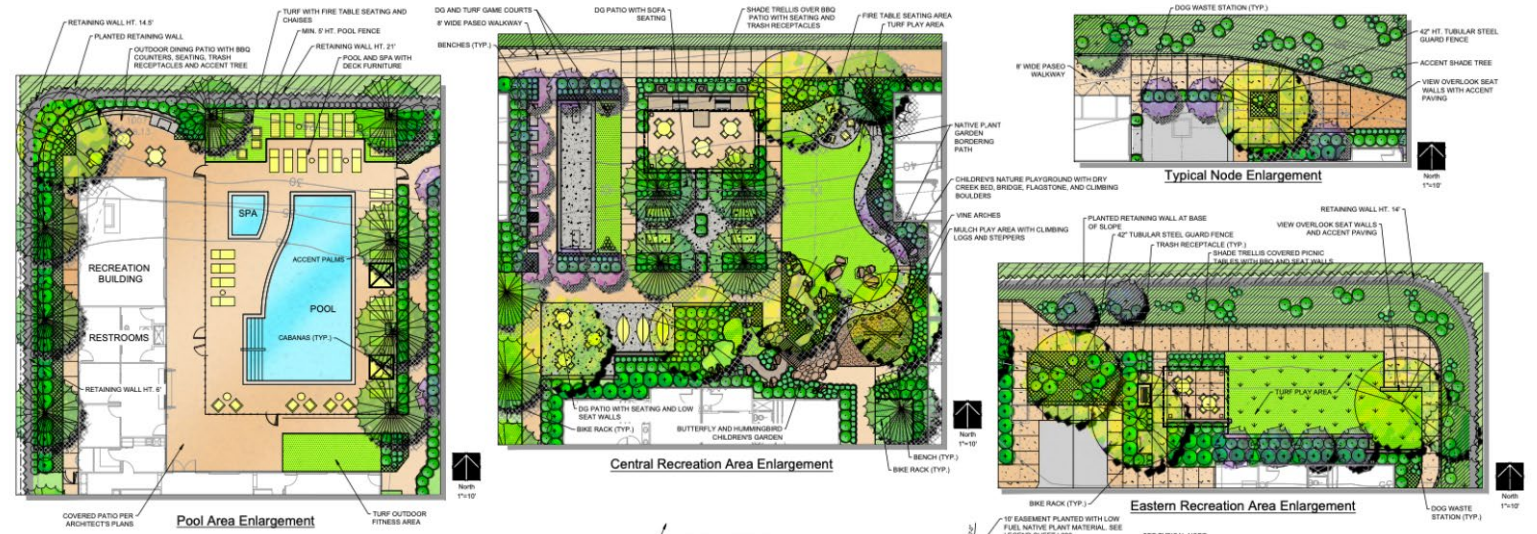 RETAINING WALL HT. 14.5'
PLANTED RETAINING WALL
OUTDOOR DINING PATIO WITH BBQ
COUNTERS, SEATING, TRASH
RECEPTACLES AND ACCENT TREE
TURF WITH FIRE TABLE SEATING AND
CHAISES
MIN. 5' HT. POOL FENCE
RETAINING WALL HT. 21'
POOL AND SPA WITH
DECK FURNITURE
SPA
ACCENT PALMS
RECREATION
BUILDING
POOL
RESTROOMS
CABANAS (TYP.)
RETAINING WALL HT. 6'
COVERED PATIO PER
ARCHITECT'S PLANS
TURF OUTDOOR
FITNESS AREA
Pool Area Enlargement
North
1"=10'
DG AND TURF GAME COURTS
8' WIDE PASEO WALKWAY
BENCHES (TYP.)
DG PATIO WITH SOFA
SEATING
SHADE TRELLIS OVER BBQ
PATIO WITH SEATING AND
TRASH RECEPTACLES
FIRE TABLE SEATING AREA
TURF PLAY AREA
NATIVE PLANT
GARDEN
BORDERING
PATH
CHILDREN'S NATURE PLAYGROUND WITH DRY
CREEK BED, BRIDGE, FLAGSTONE, AND CLIMBING
BOULDERS
VINE ARCHES
MULCH PLAY AREA WITH CLIMBING
LOGS AND STEPPERS
DG PATIO WITH SEATING AND LOW
SEAT WALLS
BIKE RACK (TYP.)
BUTTERFLY AND HUMMINGBIRD
CHILDREN'S GARDEN
BENCH (TYP.)
BIKE RACK (TYP.)
Central Recreation Area Enlargement
North
1"=10'
DOG WASTE STATION (TYP.)
8' WIDE PASEO
WALKWAY
42" HT. TUBULAR STEEL
GUARD FENCE
ACCENT SHADE TREE
VIEW OVERLOOK SEAT
WALLS WITH ACCENT
PAVING
Typical Node Enlargement
North
1"=10'
PLANTED RETAINING WALL AT BASE
OF SLOPE
42" TUBULAR STEEL GUARD FENCE
TRASH RECEPTACLE (TYP.)
SHADE TRELLIS COVERED PICNIC
TABLES WITH BBQ AND SEAT WALLS
RETAINING WALL HT. 14'
VIEW OVERLOOK SEAT WALLS
AND ACCENT PAVING
TURF PLAY AREA
BIKE RACK (TYP.)
Eastern Recreation Area Enlargement
DOG WASTE
STATION (TYP.)
North
1"=10'
10' EASEMENT PLANTED WITH LOW
FUEL NATIVE PLANT MATERIAL. SEE